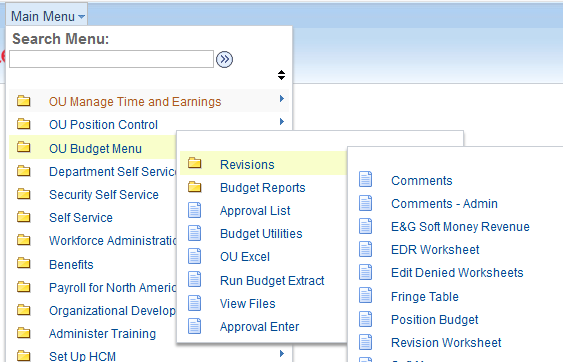 Main Menu
Search Menu:
OU Manage Time and Earnings
OU Position Control
OU Budget Menu
Department Self Service
Security Self Service
Self Service
Workforce Administratio
Benefits
Payroll for North America
Organizational Develop
Administer Training
Set Up HCM
Revisions
Budget Reports
Approval List
Budget Utilities
OU Excel
Run Budget Extract
View Files
Approval Enter
Comments
Comments - Admin
E&G Soft Money Revenue
EDR Worksheet
Edit Denied Worksheets
Fringe Table
Position Budget
Revision Worksheet